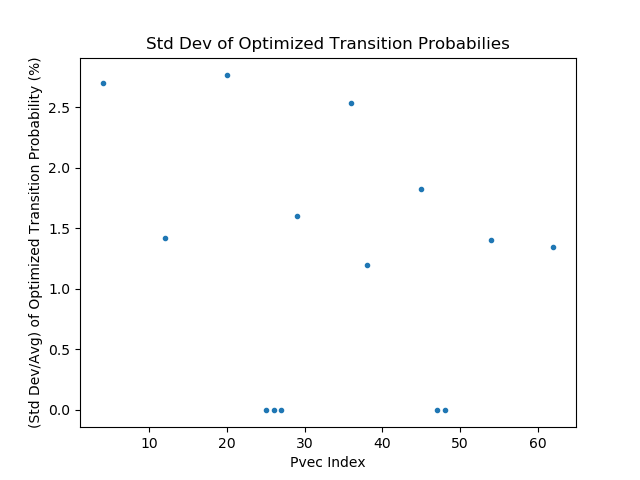 Std Dev of Optimized Transition Probabilies
(Std Dev/Avg) of Optimized Transition Probability (%)
2.5
2.0
1.5
1.0
0.5
0.0
10 20 30 40 50 60
Pvec Index